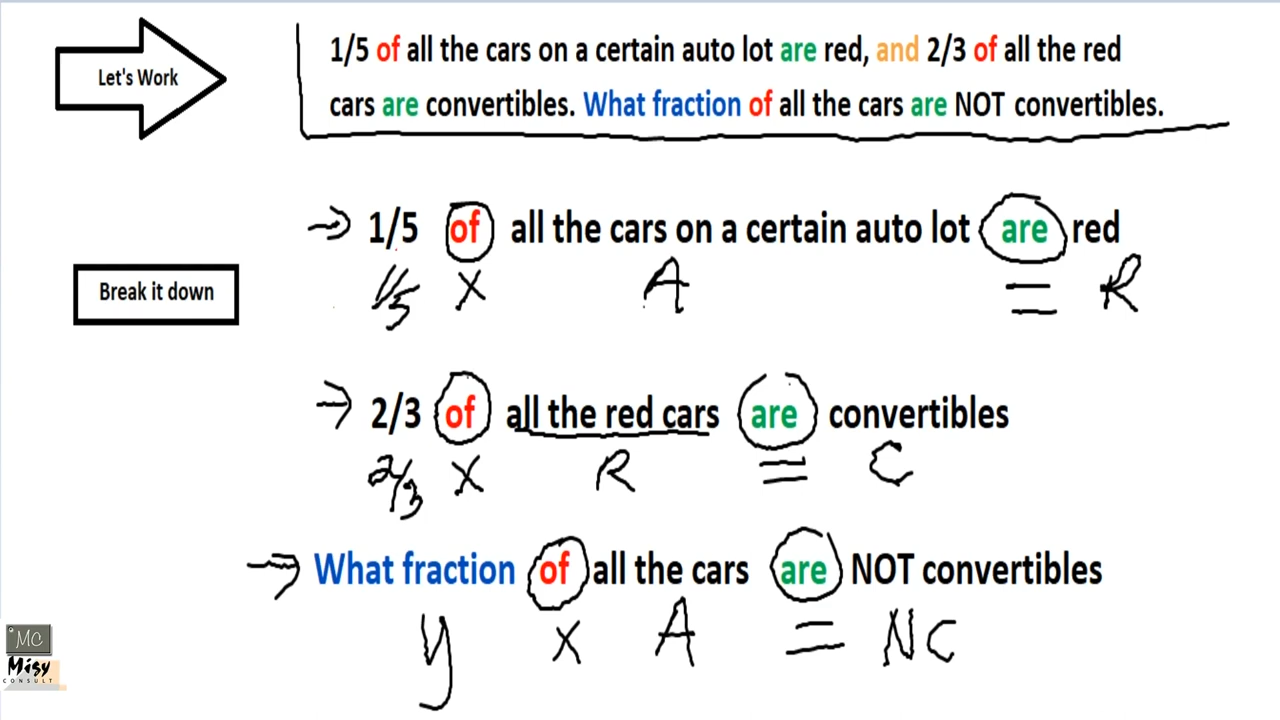 Let's Work
1/5 of all the cars on a certain auto lot are red, and 2/3 of all the red
cars are convertibles. What fraction of all the cars are NOT convertibles.
1/5 of all the cars on a certain auto lot are red
1/5 X A = R
Break it down
2/3 of all the red cars are convertibles
2/3 X R = C
What fraction of all the cars are NOT convertibles
y X A = NC
MC
Misy
CONSULT